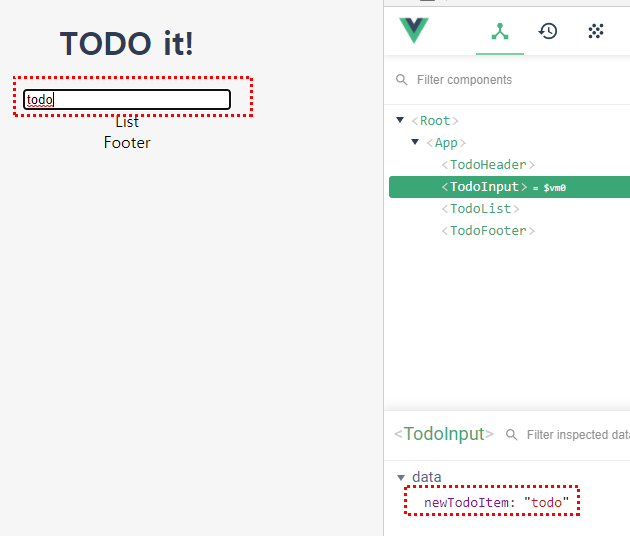 TODO it!
todo
List
Footer
Filter components
<Root>
<App>
<TodoHeader>
<TodoInput> = $vm0
<TodoList>
<TodoFooter>
<TodoInput> Filter inspected data
data
newTodoItem: "todo"